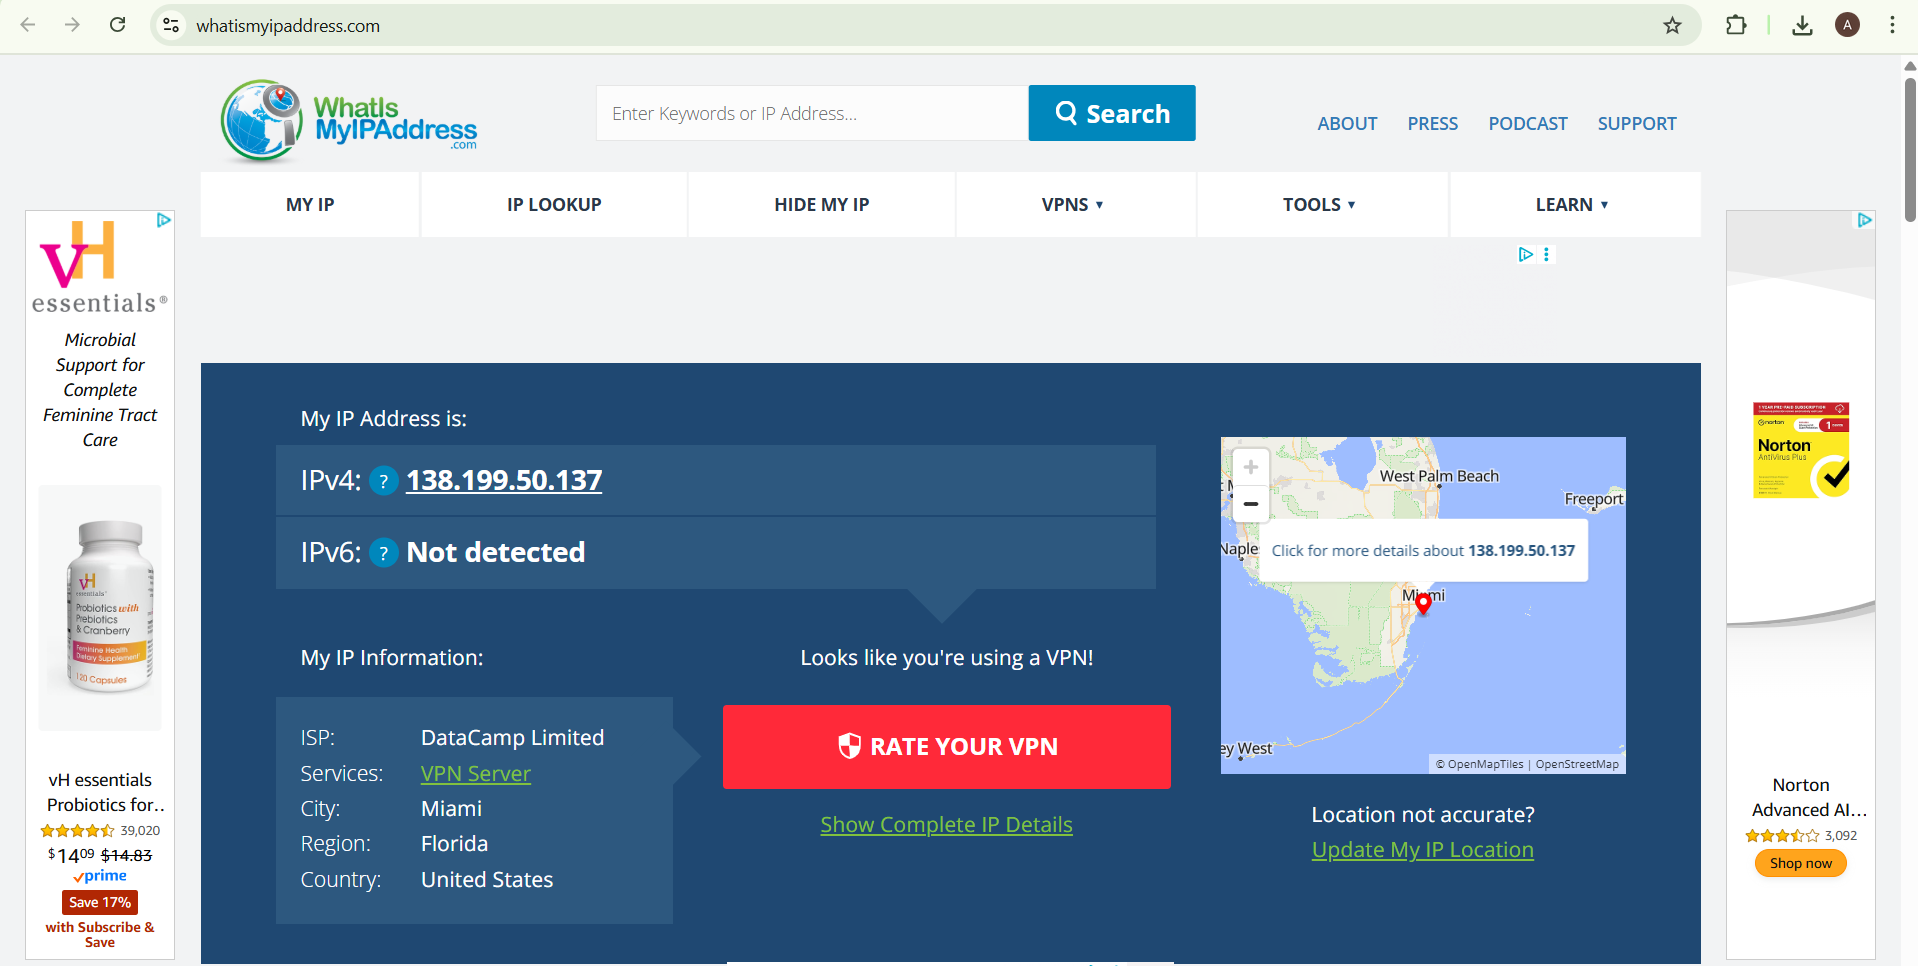 whatismyipaddress.com
A
WhatIs
MyIPAddress
.com
Enter Keywords or IP Address...
Search
ABOUT PRESS PODCAST SUPPORT
MY IP IP LOOKUP HIDE MY IP VPNS ▾ TOOLS ▾ LEARN ▾
vH
essentials®
Microbial
Support for
Complete
Feminine Tract
Care
vH
essentials
Probiotics with
Prebiotics
& Cranberry
Feminine Health
Dietary Supplement
120 Capsules
vH essentials
Probiotics for..
39,020
$14.09 $14.83
prime
Save 17%
with Subscribe &
Save
My IP Address is:
IPv4: ? 138.199.50.137
IPv6: ? Not detected
My IP Information:
ISP: DataCamp Limited
Services: VPN Server
City: Miami
Region: Florida
Country: United States
Looks like you're using a VPN!
RATE YOUR VPN
Show Complete IP Details
+
−
West Palm Beach
Freeport
Naple
Click for more details about 138.199.50.137
Miami
ey West
© OpenMapTiles | OpenStreetMap
Location not accurate?
Update My IP Location
1 YEAR PRE-PAID SUBSCRIPTION
norton
1
Norton
AntiVirus Plus
Norton
Advanced AI...
3,092
Shop now